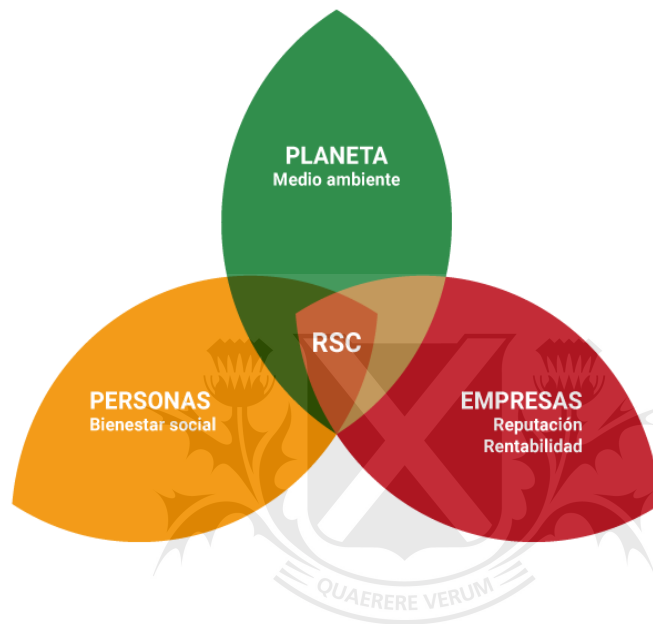 PLANETA
Medio ambiente
RSC
PERSONAS
Bienestar social
EMPRESAS
Reputación
Rentabilidad
QUAERERE VERUM